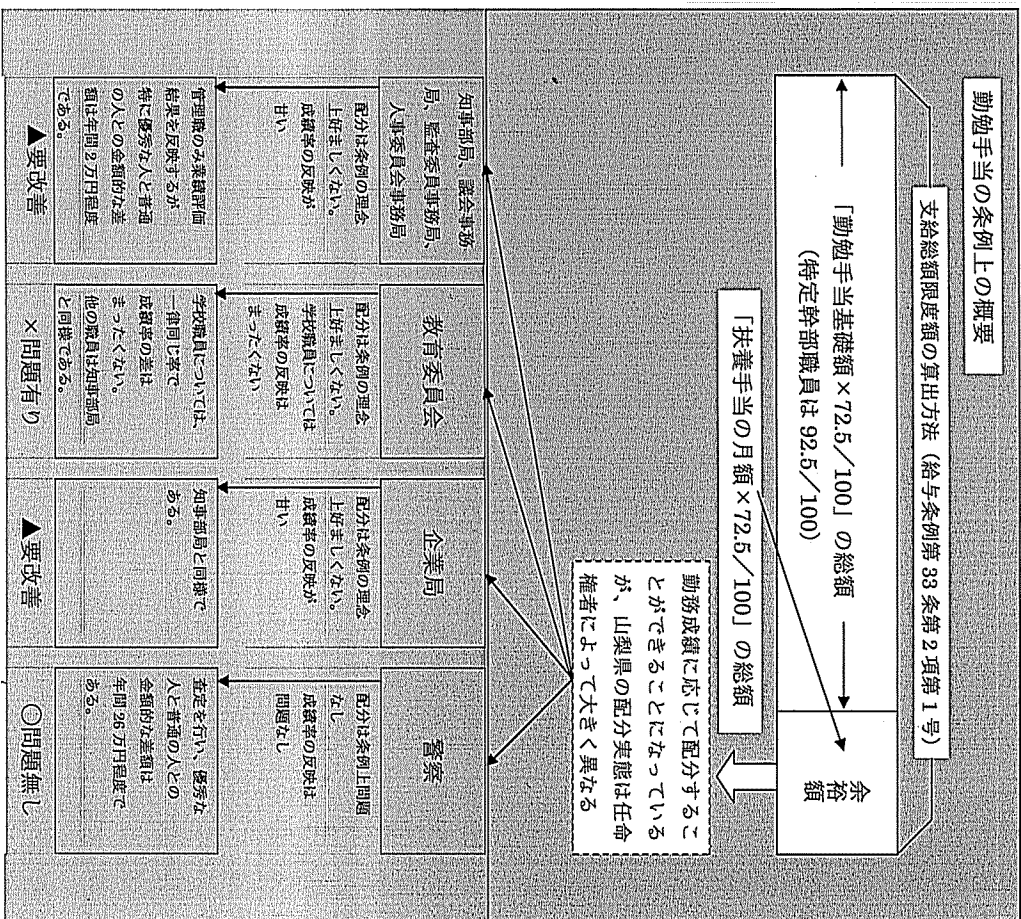 勤勉手当の条例上の概要
支給総額限度額の算出方法（給与条例第 33 条第 2 項第 1 号）
「勤勉手当基礎額×72.5／100」の総額
（特定幹部職員は 92.5／100）
余裕
額
「扶養手当の月額×72.5／100」の総額
勤務成績に応じて配分するこ
とができることになっている
が、山梨県の配分実態は任命
権者によって大きく異なる
知事部局、議会事務
局、監査委員事務局、
人事委員会事務局
配分は条例の理念
上好ましくない。
成績率の反映が
甘い
管理職のみ業績評価
結果を反映するが
特に優秀な人と普通
の人との金額的な差
額は年間 2 万円程度
である。
▲要改善
教育委員会
配分は条例の理念
上好ましくない。
学校職員については
成績率の反映は
まったくない
学校職員については、
一律同じ率で
成績率の差は
まったくない。
他の職員は知事部局
と同様である。
×問題有り
企業局
配分は条例の理念
上好ましくない。
成績率の反映が
甘い
知事部局と同様で
ある。
▲要改善
警察
配分は条例上問題
なし
成績率の反映は
問題なし
査定を行い、優秀な
人と普通の人との
金額的な差額は
年間 26 万円程度で
ある。
○問題無し